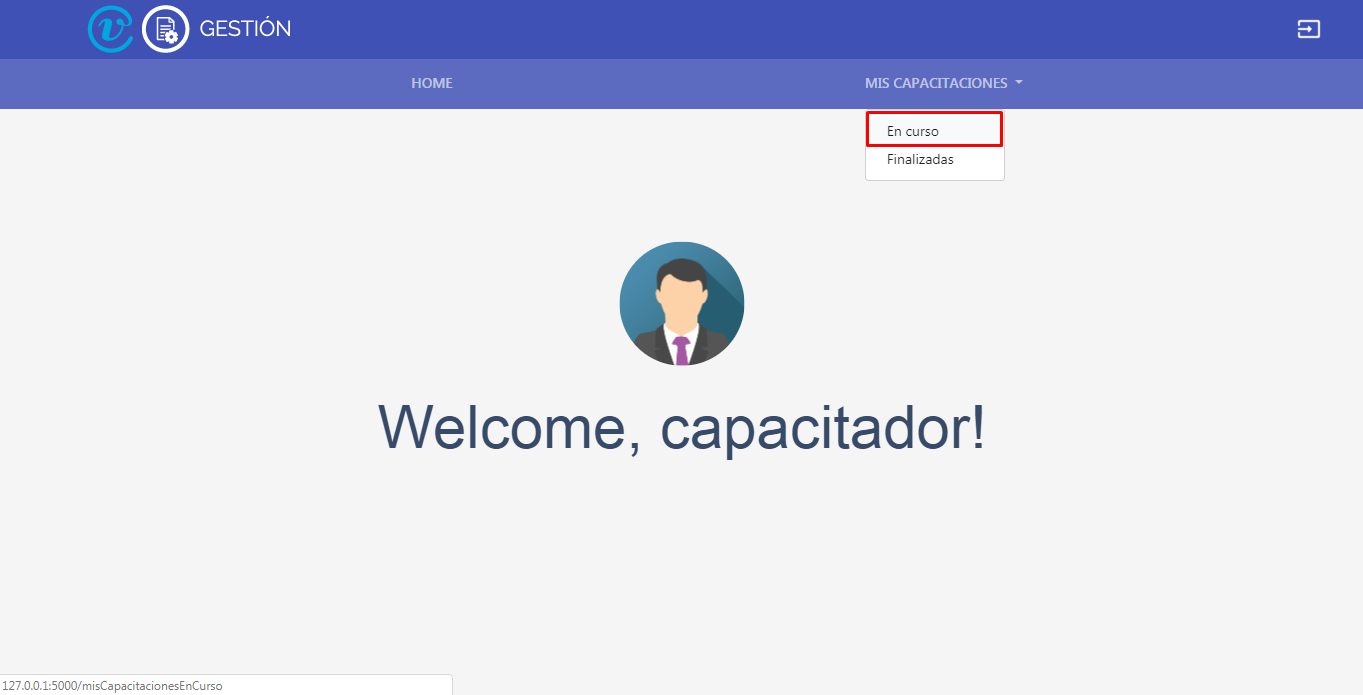 GESTIÓN
HOME
MIS CAPACITACIONES
En curso
Finalizadas
Welcome, capacitador!
127.0.0.1:5000/misCapacitacionesEnCurso